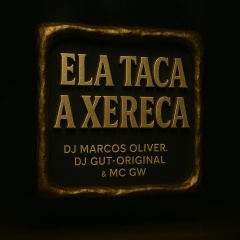 ELA TACA
A XERECA
DJ MARCOS OLIVER.
DJ GUT-ORIGINAL
& MC GW